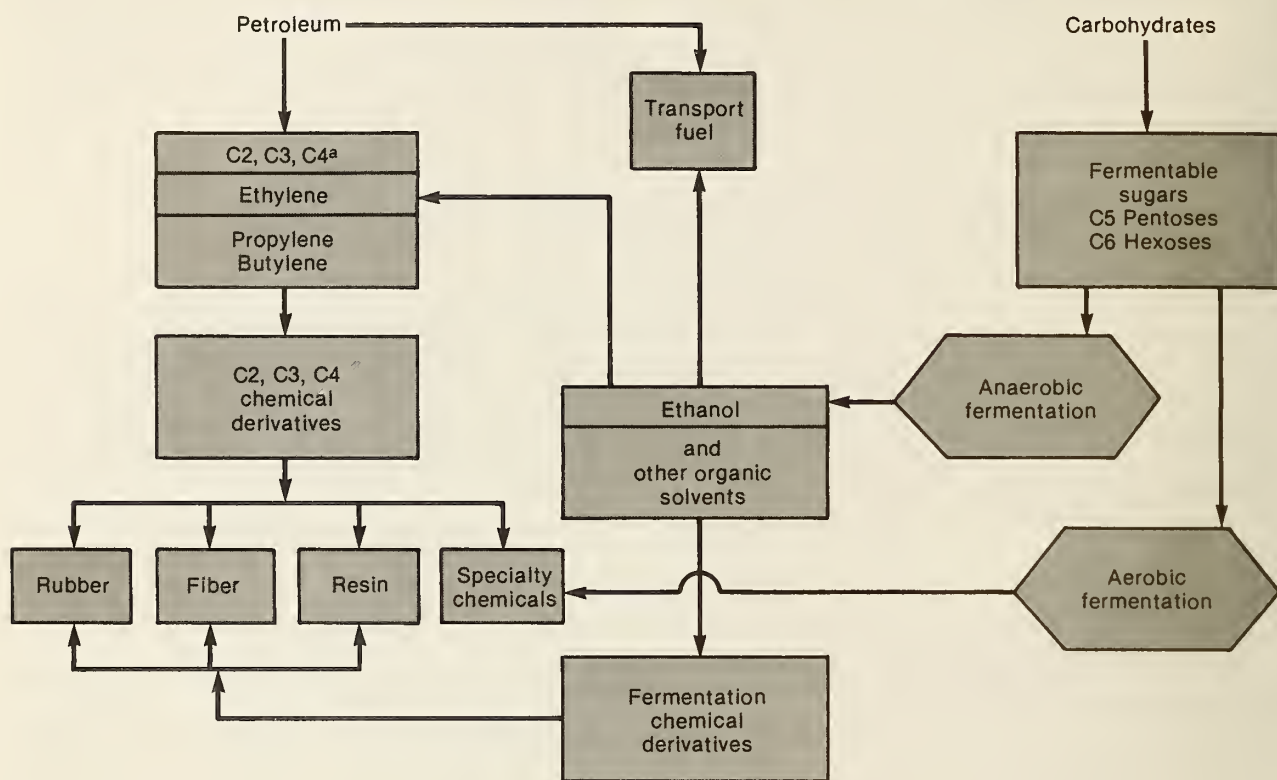 Petroleum
Carbohydrates
Transport
fuel
C2, C3, C4ª
Ethylene
Propylene
Butylene
Fermentable
sugars
C5 Pentoses
C6 Hexoses
C2, C3, C4
chemical
derivatives
Anaerobic
fermentation
Ethanol
and
other organic
solvents
Rubber
Fiber
Resin
Specialty
chemicals
Aerobic
fermentation
Fermentation
chemical
derivatives